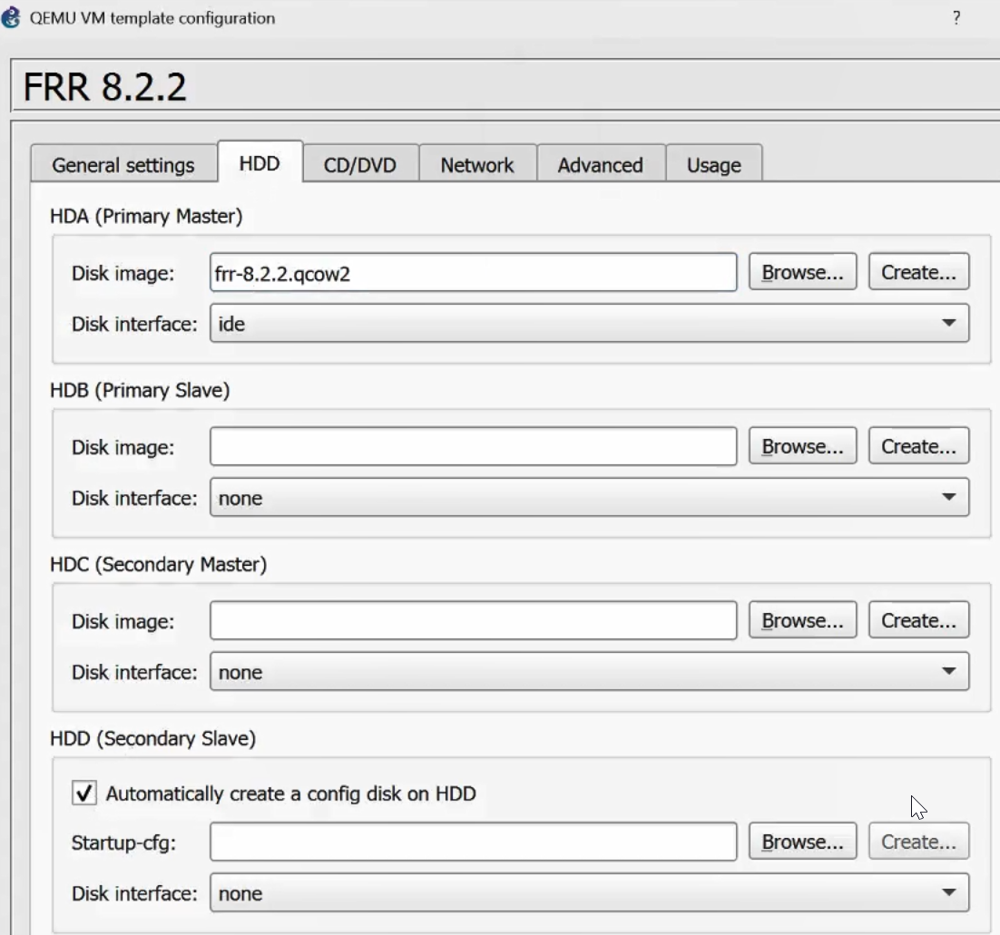 QEMU VM template configuration ?
FRR 8.2.2
General settings HDD CD/DVD Network Advanced Usage
HDA (Primary Master)
Disk image: frr-8.2.2.qcow2 Browse... Create...
Disk interface: ide
HDB (Primary Slave)
Disk image: Browse... Create...
Disk interface: none
HDC (Secondary Master)
Disk image: Browse... Create...
Disk interface: none
HDD (Secondary Slave)
Automatically create a config disk on HDD
Startup-cfg: Browse... Create...
Disk interface: none